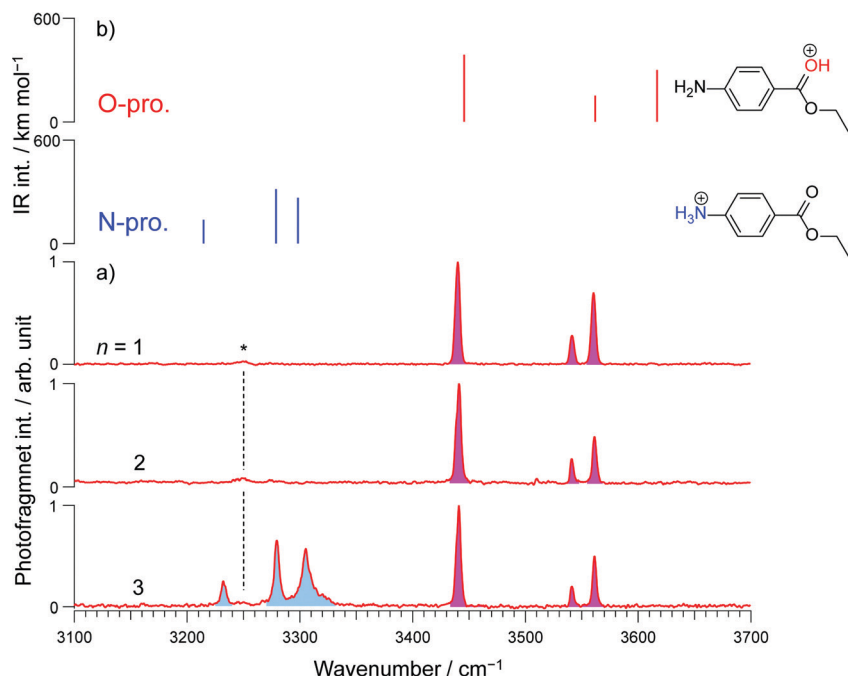 b)
600
0
IR int. / km mol⁻¹
O-pro.
⊕
OH
H₂N
O
600
0
N-pro.
⊕
H₃N
O
O
a)
1
0
n = 1
*
1
0
2
1
0
3
Photofragmnet int. / arb. unit
3100 3200 3300 3400 3500 3600 3700
Wavenumber / cm⁻¹